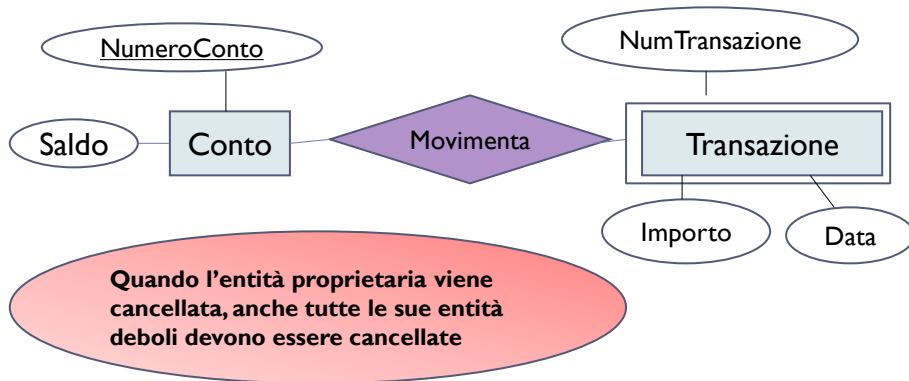 NumeroConto
NumTransazione
Saldo
Conto
Movimenta
Transazione
Importo
Data
Quando l'entità proprietaria viene
cancellata, anche tutte le sue entità
deboli devono essere cancellate